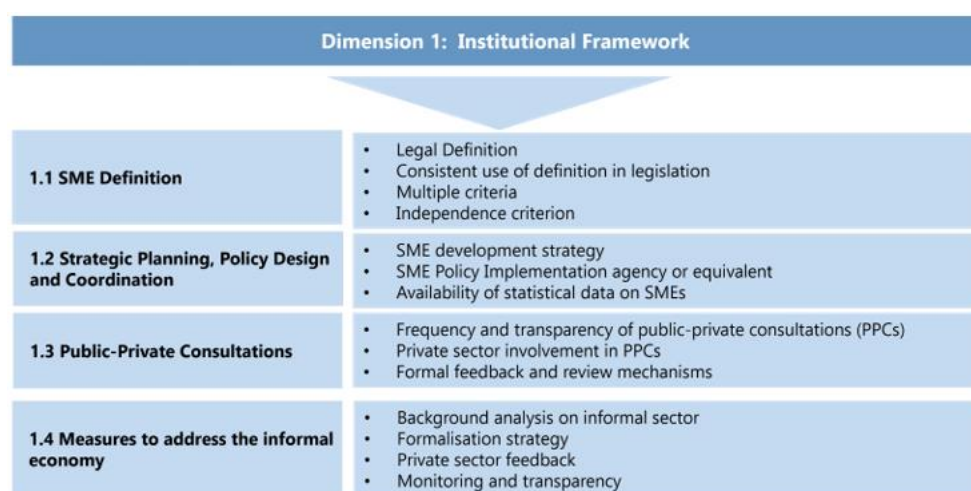 Dimension 1: Institutional Framework
1.1 SME Definition
• Legal Definition
• Consistent use of definition in legislation
• Multiple criteria
• Independence criterion
1.2 Strategic Planning, Policy Design
and Coordination
• SME development strategy
• SME Policy Implementation agency or equivalent
• Availability of statistical data on SMEs
1.3 Public-Private Consultations
• Frequency and transparency of public-private consultations (PPCs)
• Private sector involvement in PPCs
• Formal feedback and review mechanisms
1.4 Measures to address the informal
economy
• Background analysis on informal sector
• Formalisation strategy
• Private sector feedback
• Monitoring and transparency